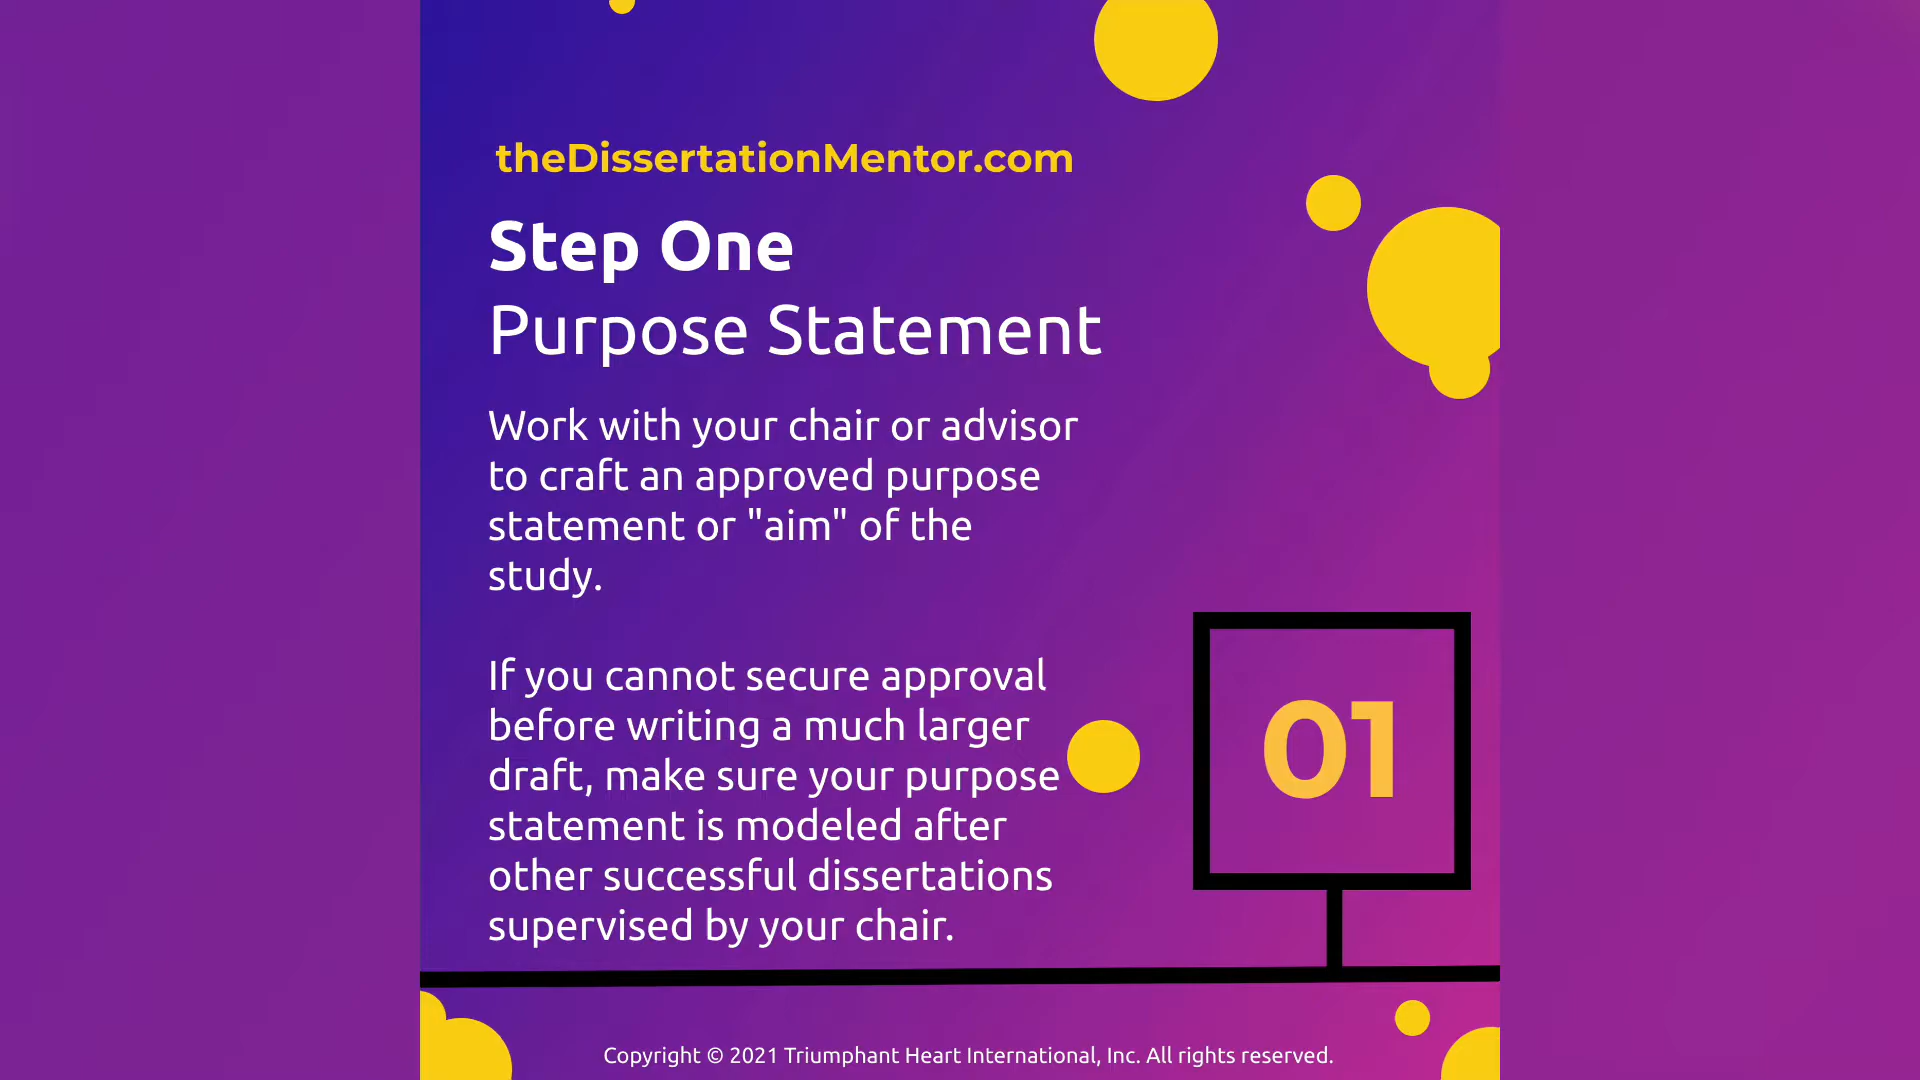 theDissertationMentor.com
Step One
Purpose Statement
Work with your chair or advisor
to craft an approved purpose
statement or "aim" of the
study.
If you cannot secure approval
before writing a much larger
draft, make sure your purpose
statement is modeled after
other successful dissertations
supervised by your chair.
01
Copyright © 2021 Triumphant Heart International, Inc. All rights reserved.